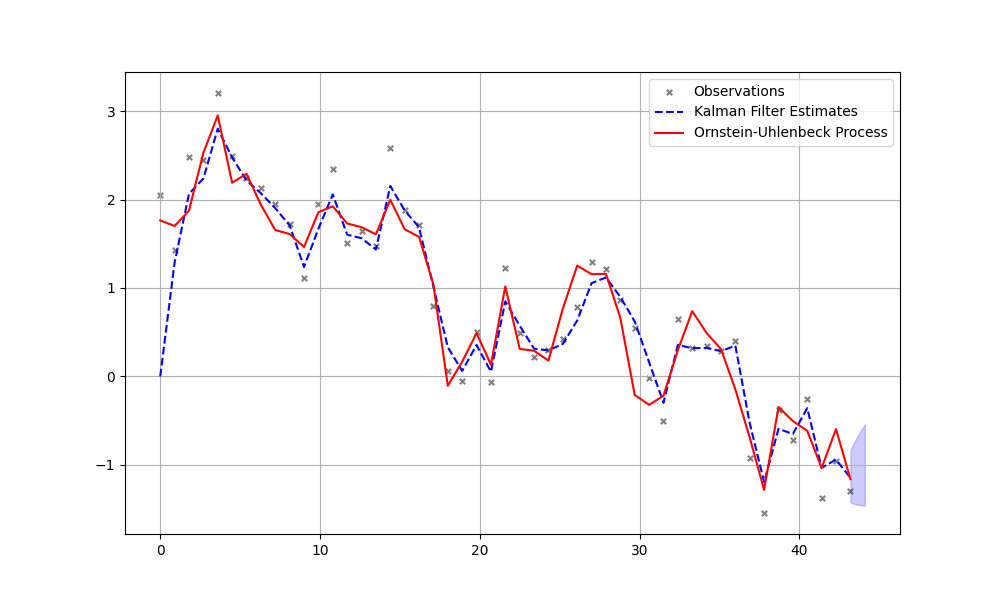 Observations
Kalman Filter Estimates
Ornstein-Uhlenbeck Process
3
2
1
0
−1
0 10 20 30 40